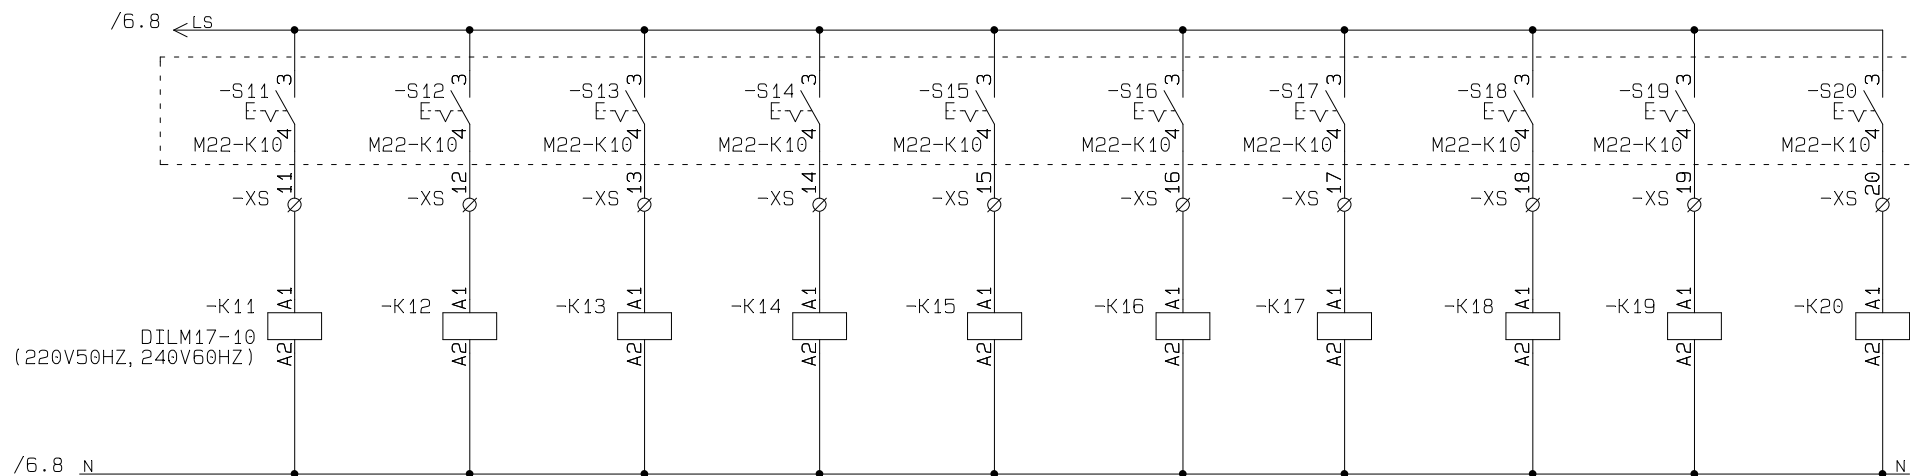 /6.8 LS
3 3 3 3 3 3 3 3 3 3
-S11 -S12 -S13 -S14 -S15 -S16 -S17 -S18 -S19 -S20
4 4 4 4 4 4 4 4 4 4
M22-K10 M22-K10 M22-K10 M22-K10 M22-K10 M22-K10 M22-K10 M22-K10 M22-K10 M22-K10
11 12 13 14 15 16 17 18 19 20
-XS -XS -XS -XS -XS -XS -XS -XS -XS -XS
A1 A1 A1 A1 A1 A1 A1 A1 A1 A1
-K11 -K12 -K13 -K14 -K15 -K16 -K17 -K18 -K19 -K20
DILM17-10
(220V50HZ, 240V60HZ)
A2 A2 A2 A2 A2 A2 A2 A2 A2 A2
/6.8 N N